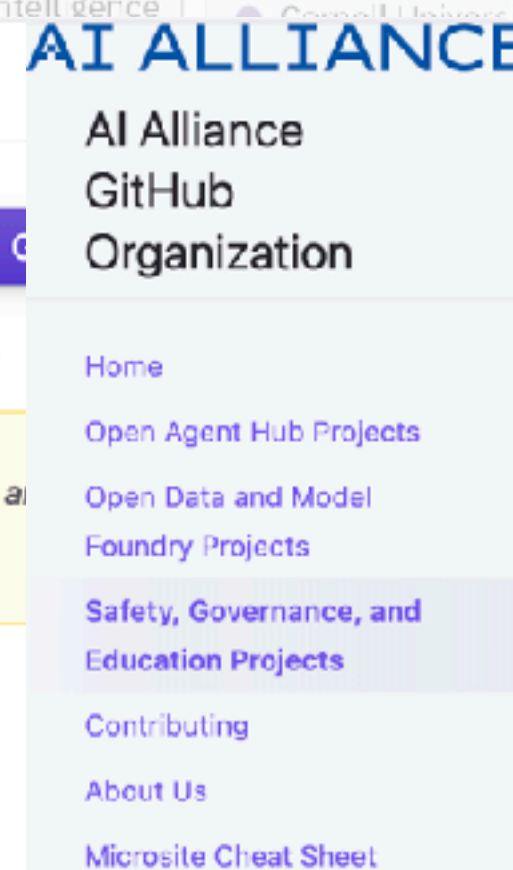 AI ALLIANCE
AI Alliance
GitHub
Organization
Home
Open Agent Hub Projects
Open Data and Model
Foundry Projects
Safety, Governance, and
Education Projects
Contributing
About Us
Microsite Cheat Sheet